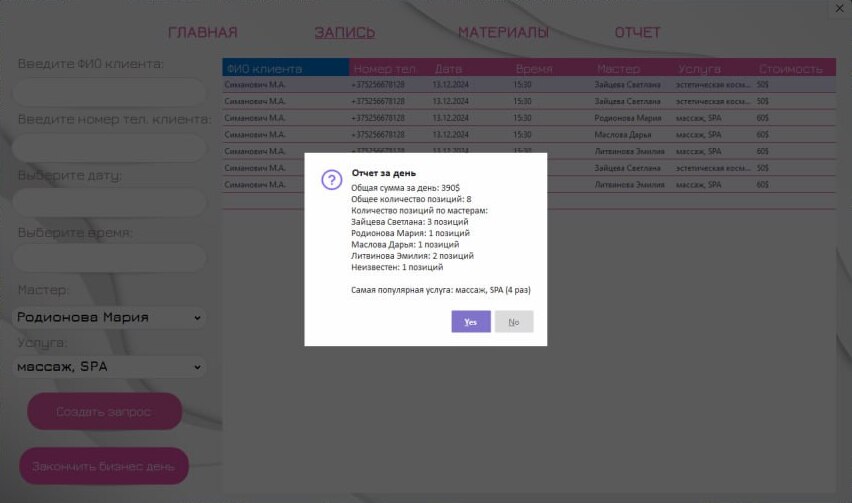 ГЛАВНАЯ ЗАПИСЬ МАТЕРИАЛЫ ОТЧЕТ
Введите ФИО клиента:
Введите номер тел. клиента:
Выберите дату:
Выберите время:
Мастер:
Родионова Мария
Услуга:
массаж, SPA
Создать запрос
Закончить бизнес день
ФИО клиента Номер тел. Дата Время Мастер Услуга Стоимость
Симанович М.А. +375256678128 13.12.2024 15:30 Зайцева Светлана эстетическая косм... 50$
Симанович М.А. +375256678128 13.12.2024 15:30 Зайцева Светлана эстетическая косм... 50$
Симанович М.А. +375256678128 13.12.2024 15:30 Родионова Мария массаж, SPA 60$
Симанович М.А. +375256678128 13.12.2024 15:30 Маслова Дарья массаж, SPA 60$
Симанович М.А. +375256678128 13.12.2024 15:30 Литвинова Эмилия массаж, SPA 60$
Симанович М.А. Зайцева Светлана эстетическая косм... 50$
Симанович М.А. Литвинова Эмилия массаж, SPA 60$
Отчет за день
Общая сумма за день: 390$
Общее количество позиций: 8
Количество позиций по мастерам:
Зайцева Светлана: 3 позиций
Родионова Мария: 1 позиций
Маслова Дарья: 1 позиций
Литвинова Эмилия: 2 позиций
Неизвестен: 1 позиций
Самая популярная услуга: массаж, SPA (4 раз)
Yes No